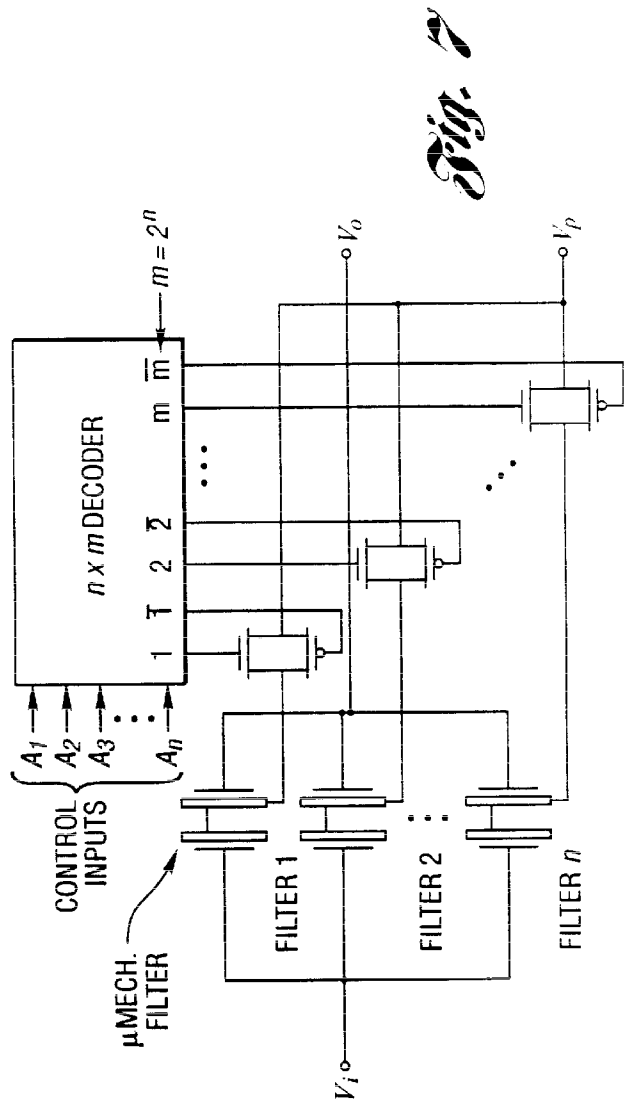 CONTROL
INPUTS
A1
A2
A3
• • •
An
n x m DECODER
1 1̅ 2 2̅ • • • m m̅
m = 2ⁿ
μMECH.
FILTER
FILTER 1
FILTER 2
• • •
FILTER n
• • •
Vi
Vo
Vp
Fig. 7